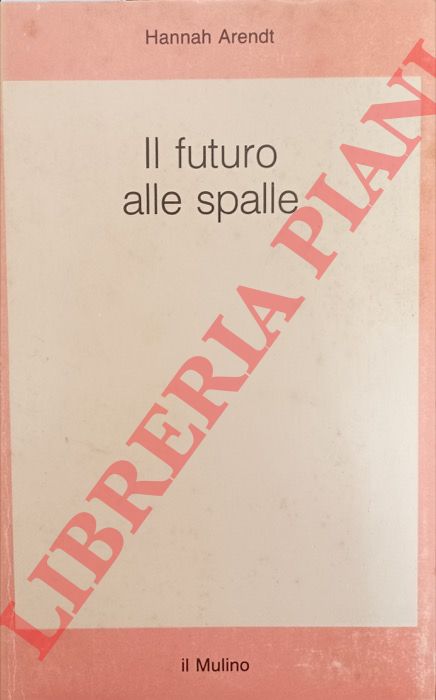 Hannah Arendt
Il futuro
alle spalle
LIBRERIA PIANI
il Mulino